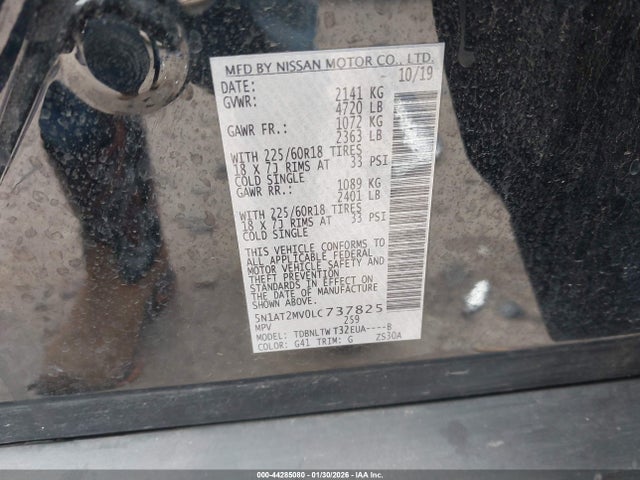 MFD BY NISSAN MOTOR CO., LTD.
DATE: 10/19
GVWR: 2141 KG
4720 LB
GAWR FR.: 1072 KG
2363 LB
WITH 225/60R18 TIRES
18 X 7J RIMS AT 33 PSI
COLD SINGLE
GAWR RR.: 1089 KG
2401 LB
WITH 225/60R18 TIRES
18 X 7J RIMS AT 33 PSI
COLD SINGLE
THIS VEHICLE CONFORMS TO
ALL APPLICABLE FEDERAL
MOTOR VEHICLE SAFETY AND
THEFT PREVENTION
STANDARDS IN EFFECT ON
THE DATE OF MANUFACTURE
SHOWN ABOVE.
5N1AT2MV0LC737825
MPV 259
MODEL: TDBNLTW T32EUA----B
COLOR: G41 TRIM: G ZS30A
000-44285080 - 01/30/2026 - IAA Inc.